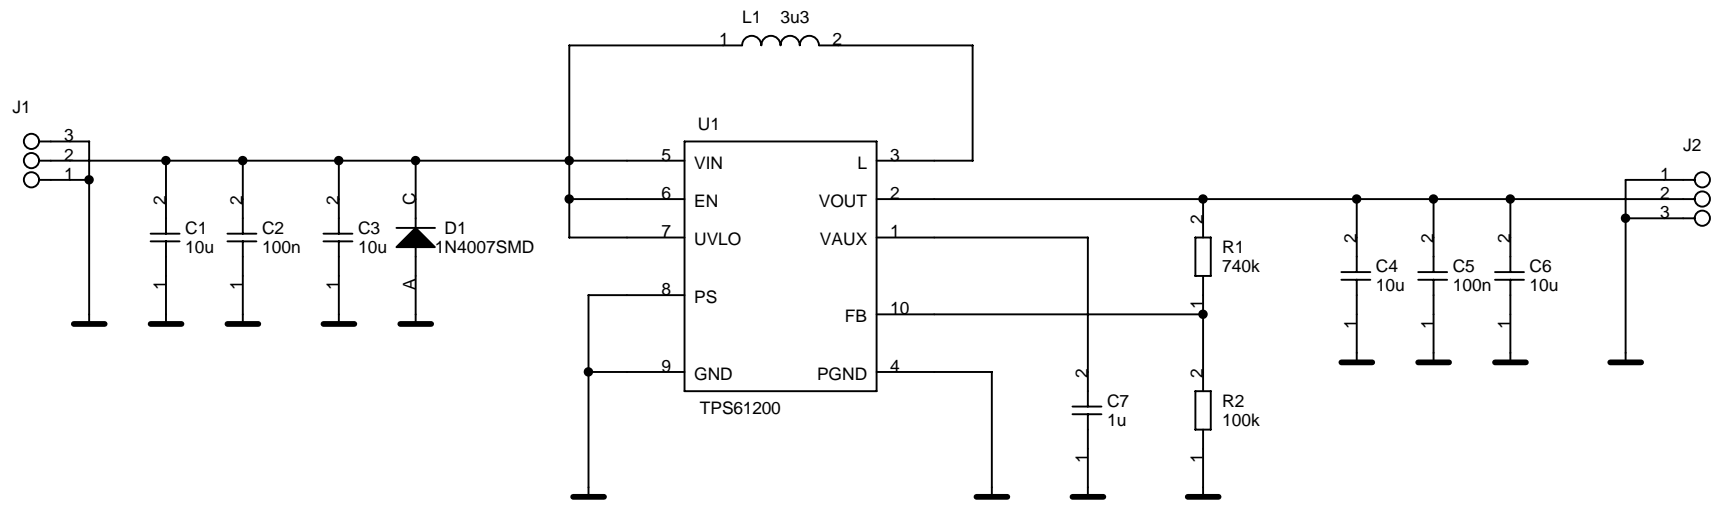 L1 3u3
1 2
J1
3
2
1
U1
5 VIN
6 EN
7 UVLO
8 PS
9 GND
L 3
VOUT 2
VAUX 1
FB 10
PGND 4
TPS61200
2
C1
10u
1
2
C2
100n
1
2
C3
10u
1
C
D1
1N4007SMD
A
2
C7
1u
1
2
R1
740k
1
2
R2
100k
1
2
C4
10u
1
2
C5
100n
1
2
C6
10u
1
J2
1
2
3